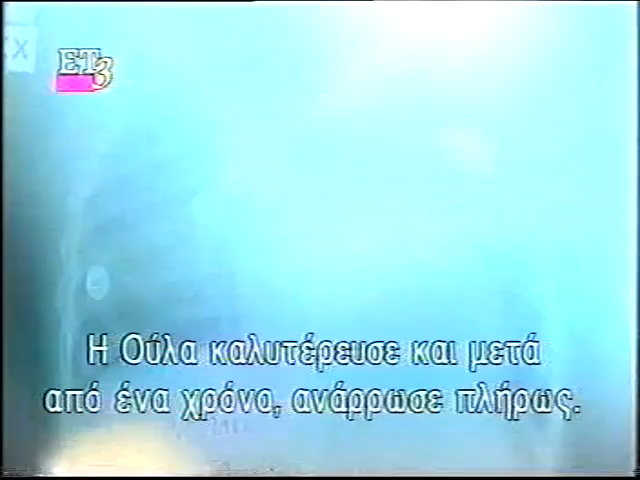 ET3
Η Ούλα καλυτέρευσε και μετά
από ένα χρόνο, ανάρρωσε πλήρως.